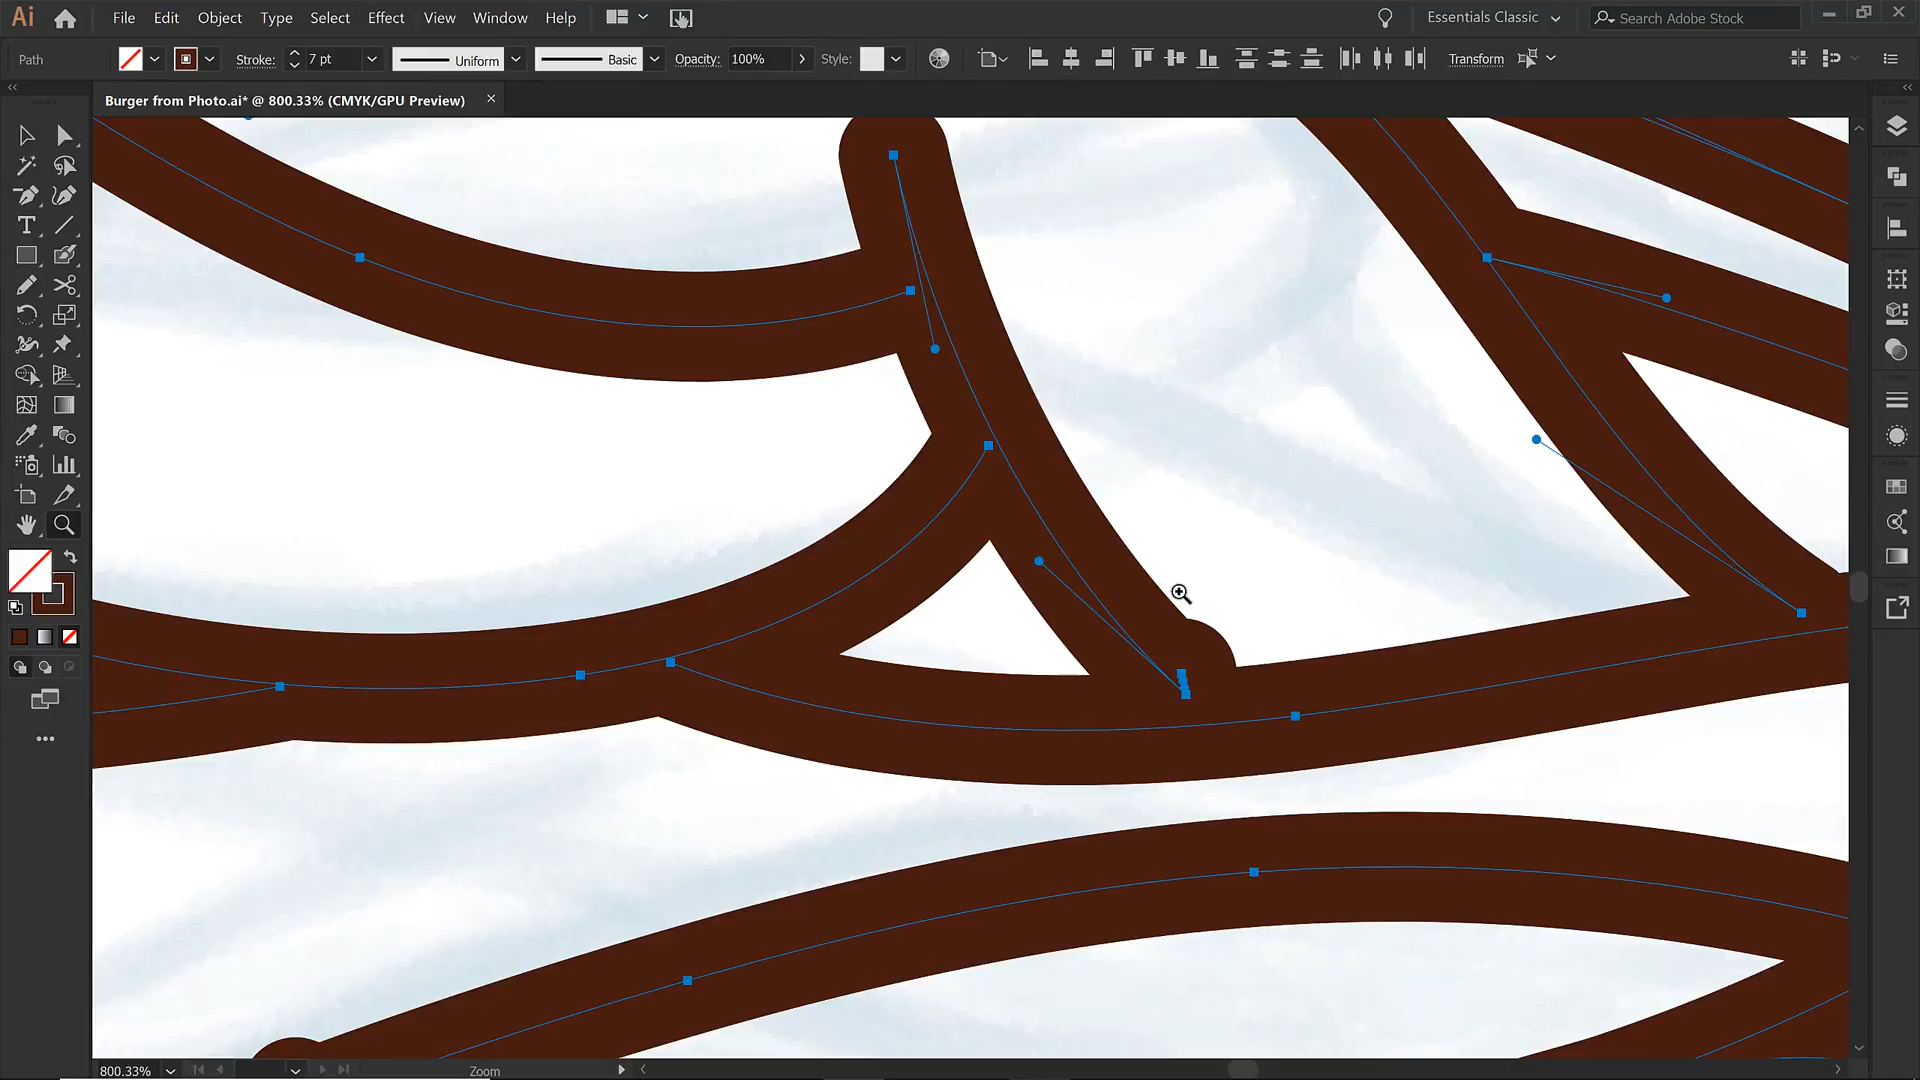 Ai File Edit Object Type Select Effect View Window Help Essentials Classic Search Adobe Stock
Path Stroke: 7 pt Uniform Basic Opacity: 100% Style: Transform
Burger from Photo.ai* @ 800.33% (CMYK/GPU Preview)
800.33% Zoom